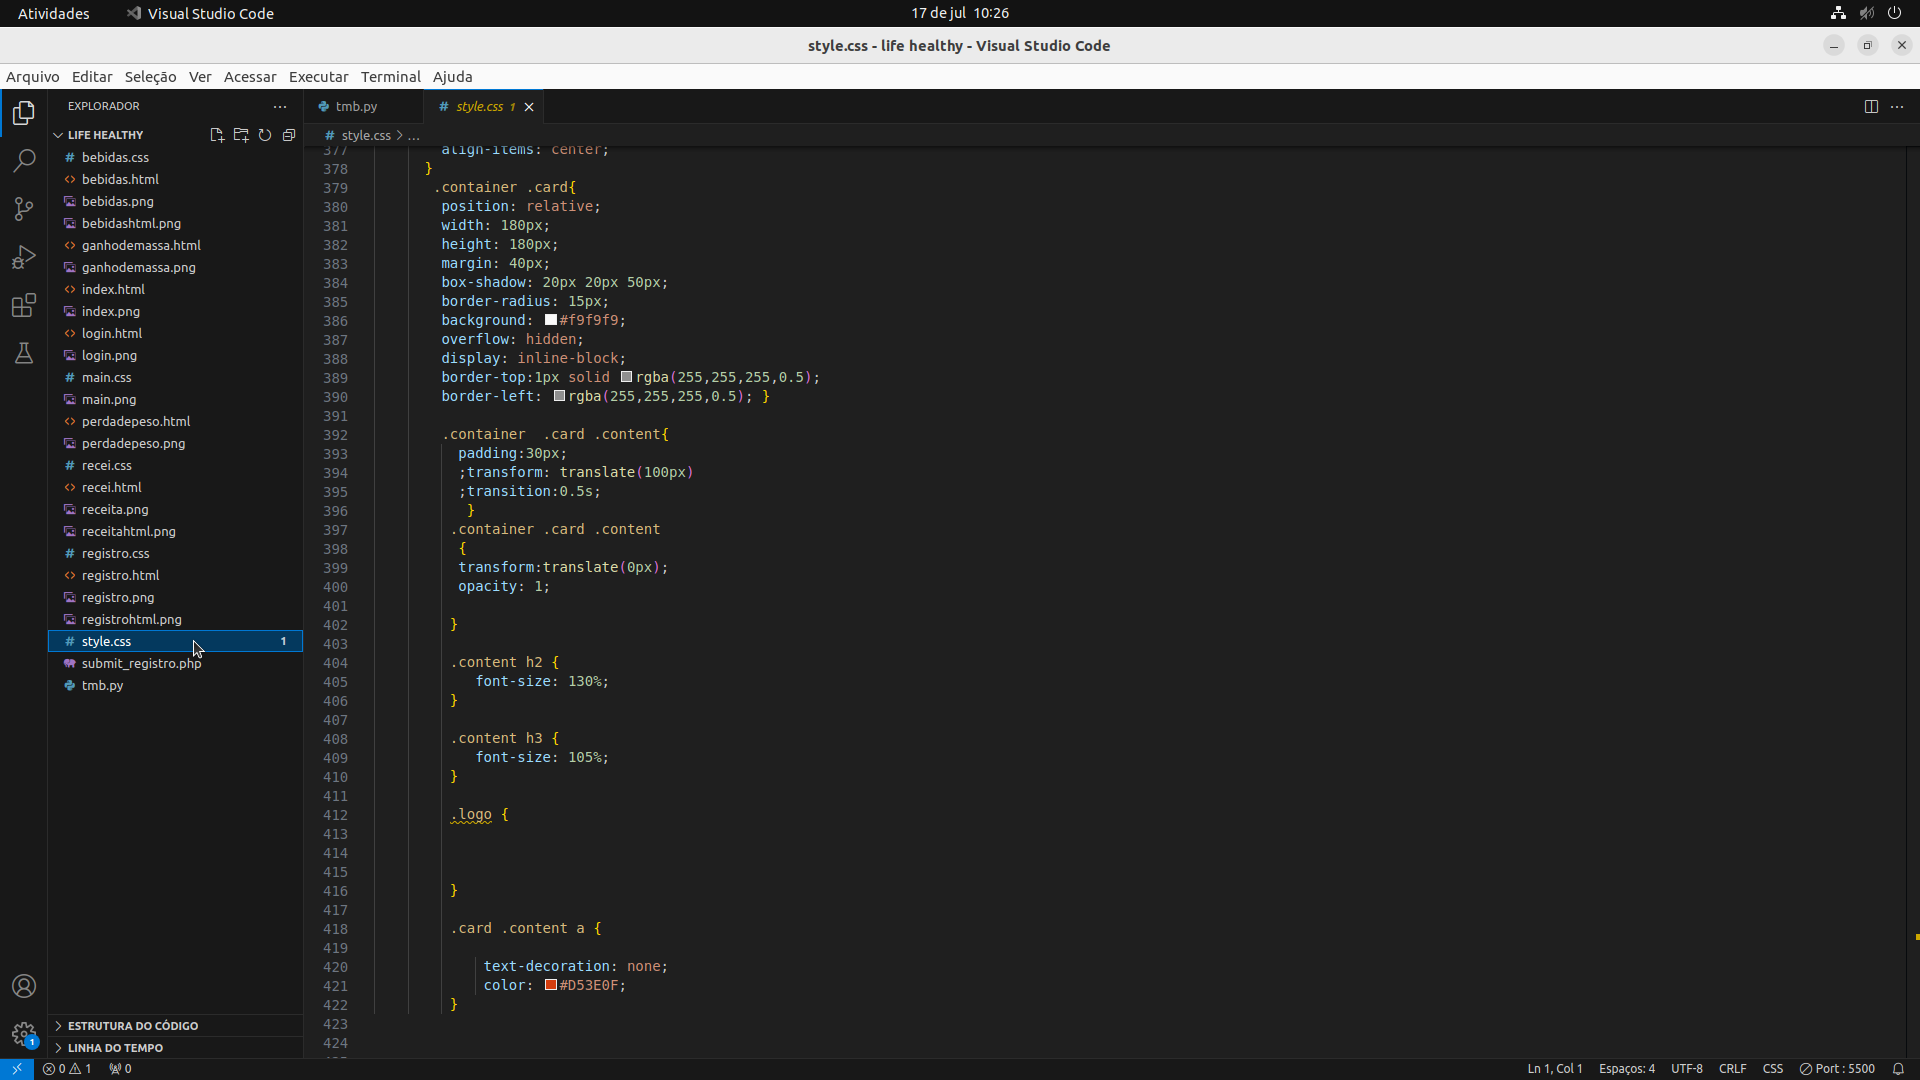 Atividades
Visual Studio Code
17 de jul 10:26
style.css - life healthy - Visual Studio Code
Arquivo Editar Seleção Ver Acessar Executar Terminal Ajuda
EXPLORADOR
LIFE HEALTHY
bebidas.css
bebidas.html
bebidas.png
bebidashtml.png
ganhodemassa.html
ganhodemassa.png
index.html
index.png
login.html
login.png
main.css
main.png
perdadepeso.html
perdadepeso.png
recei.css
recei.html
receita.png
receitahtml.png
registro.css
registro.html
registro.png
registrohtml.png
style.css 1
submit_registro.php
tmb.py
ESTRUTURA DO CÓDIGO
LINHA DO TEMPO
tmb.py
# style.css 1
# style.css > ...
377 align-items: center;
378 }
379 .container .card{
380 position: relative;
381 width: 180px;
382 height: 180px;
383 margin: 40px;
384 box-shadow: 20px 20px 50px;
385 border-radius: 15px;
386 background: #f9f9f9;
387 overflow: hidden;
388 display: inline-block;
389 border-top:1px solid rgba(255,255,255,0.5);
390 border-left: rgba(255,255,255,0.5); }
391
392 .container  .card .content{
393 padding:30px;
394 ;transform: translate(100px)
395 ;transition:0.5s;
396 }
397 .container .card .content
398 {
399 transform:translate(0px);
400 opacity: 1;
401
402 }
403
404 .content h2 {
405 font-size: 130%;
406 }
407
408 .content h3 {
409 font-size: 105%;
410 }
411
412 .logo {
413
414
415
416 }
417
418 .card .content a {
419
420 text-decoration: none;
421 color: #D53E0F;
422 }
423
424
1
0 1 0
Ln 1, Col 1 Espaços: 4 UTF-8 CRLF CSS Port : 5500